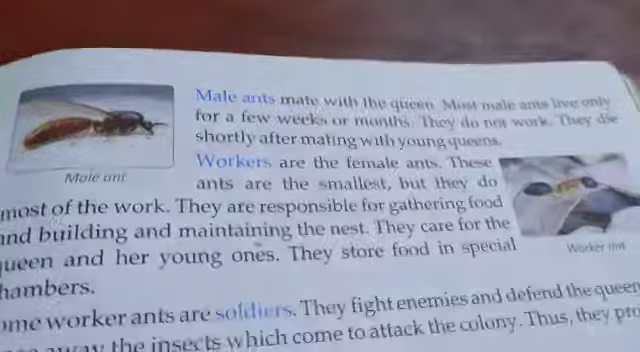 Male ants mate with the queen. Most male ants live only
for a few weeks or months. They do not work. They die
shortly after mating with young queens.
Male ant
Workers are the female ants. These
ants are the smallest, but they do
most of the work. They are responsible for gathering food
and building and maintaining the nest. They care for the
queen and her young ones. They store food in special
hambers.
Worker ant
ome worker ants are soldiers. They fight enemies and defend the queen
away the insects which come to attack the colony. Thus, they pro